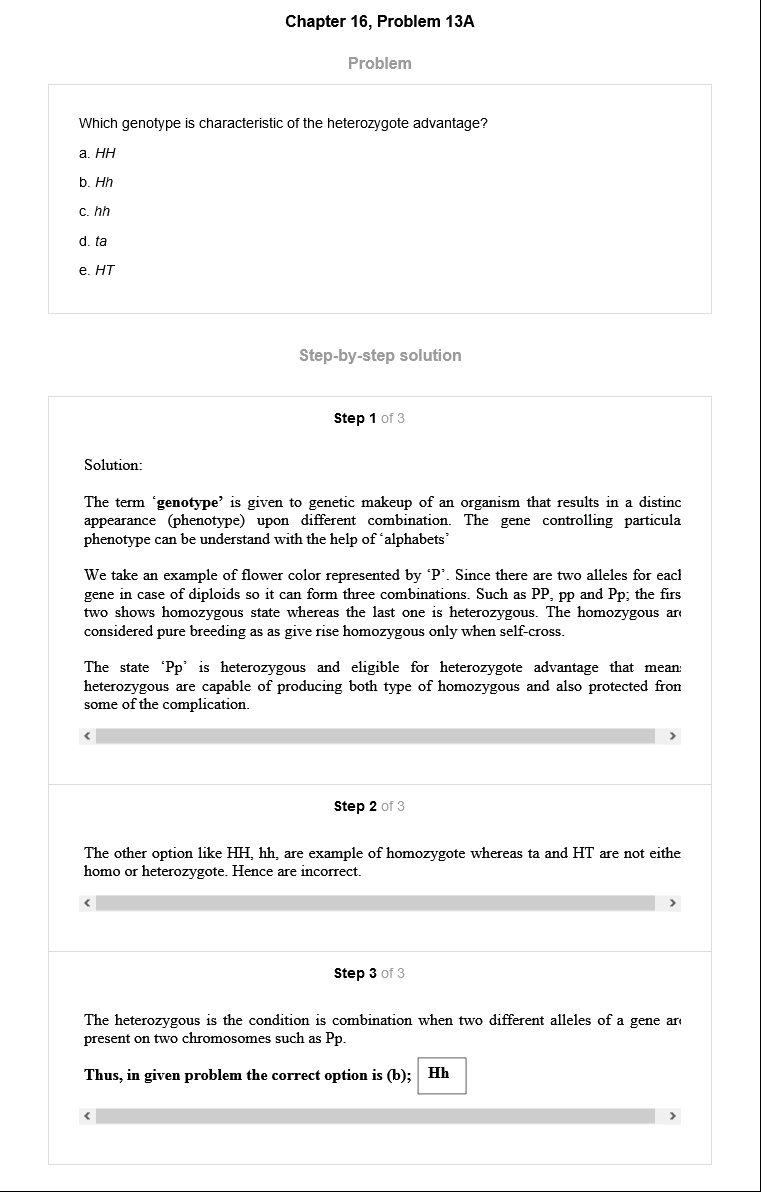 Chapter 16, Problem 13A
Problem
Which genotype is characteristic of the heterozygote advantage?
a. HH
b. Hh
c. hh
d. ta
e. HT
Step-by-step solution
Step 1 of 3
Solution:
The term ‘genotype’ is given to genetic makeup of an organism that results in a distinc
appearance (phenotype) upon different combination. The gene controlling particula
phenotype can be understand with the help of ‘alphabets’
We take an example of flower color represented by ‘P’. Since there are two alleles for eacl
gene in case of diploids so it can form three combinations. Such as PP, pp and Pp; the firs
two shows homozygous state whereas the last one is heterozygous. The homozygous are
considered pure breeding as as give rise homozygous only when self-cross.
The state ‘Pp’ is heterozygous and eligible for heterozygote advantage that mean
heterozygous are capable of producing both type of homozygous and also protected from
some of the complication.
Step 2 of 3
The other option like HH, hh, are example of homozygote whereas ta and HT are not eithe
homo or heterozygote. Hence are incorrect.
Step 3 of 3
The heterozygous is the condition is combination when two different alleles of a gene are
present on two chromosomes such as Pp.
Thus, in given problem the correct option is (b); Hh